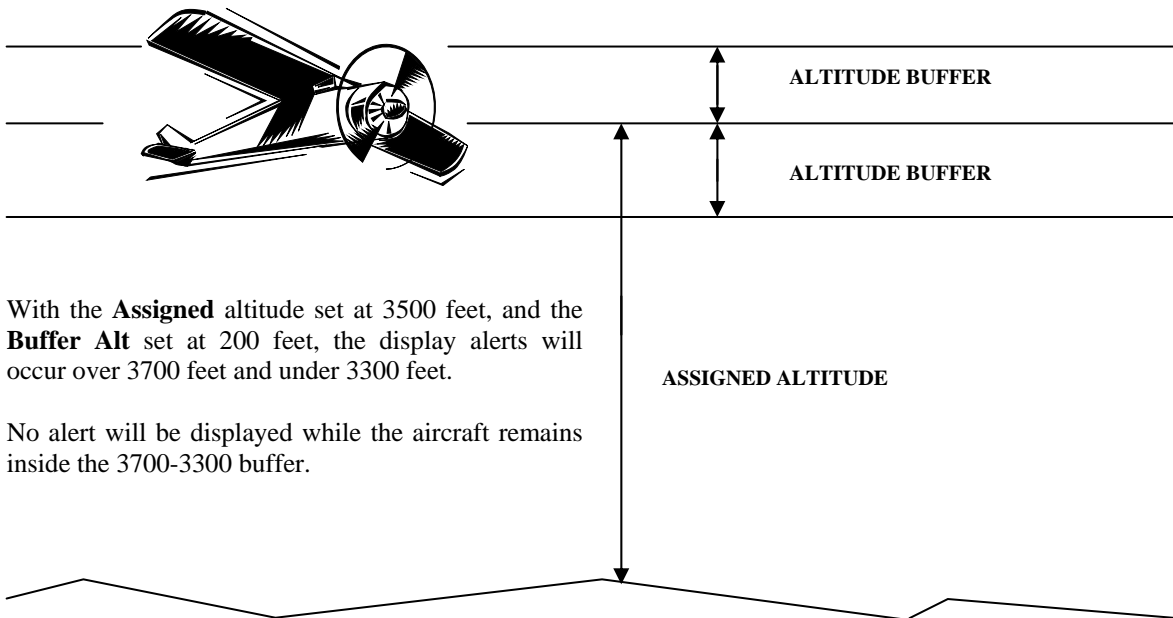 ALTITUDE BUFFER
ALTITUDE BUFFER
With the Assigned altitude set at 3500 feet, and the
Buffer Alt set at 200 feet, the display alerts will
occur over 3700 feet and under 3300 feet.
ASSIGNED ALTITUDE
No alert will be displayed while the aircraft remains
inside the 3700-3300 buffer.